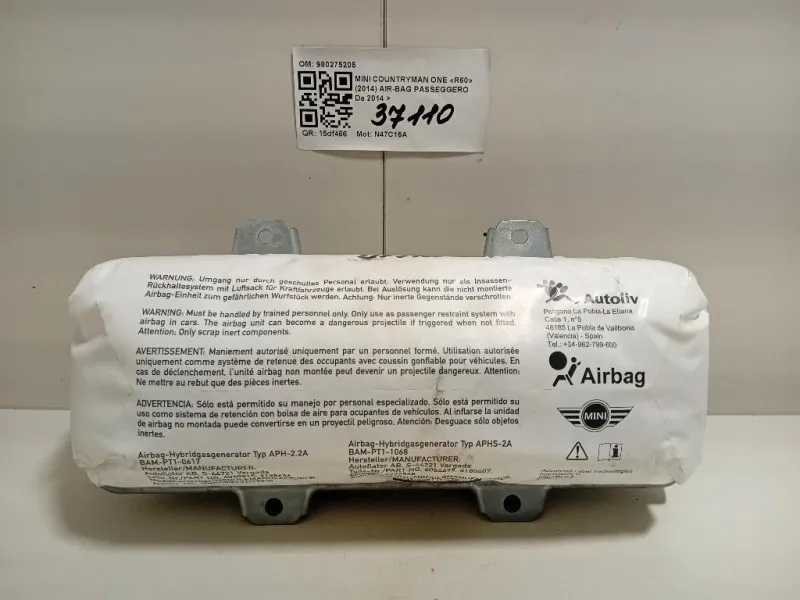 OM: 980275205
MINI COUNTRYMAN ONE <R60>
(2014) AIR-BAG PASSEGGERO
Da 2014 >
37110
QR: 15df466 Mot: N47C16A
WARNUNG: Umgang nur durch geschultes Personal erlaubt. Verwendung nur als Insassen-
Rückhaltesystem mit Luftsack für Kraftfahrzeuge erlaubt. Bei Auslösung kann die nicht montierte
Airbag-Einheit zum gefährlichen Wurfstück werden. Achtung: Nur inerte Gegenstände verschrotten.
WARNING: Must be handled by trained personnel only. Only use as passenger restraint system with
airbag in cars. The airbag unit can become a dangerous projectile if triggered when not fitted.
Attention: Only scrap inert components.
AVERTISSEMENT: Maniement autorisé uniquement par un personnel formé. Utilisation autorisée
uniquement comme système de retenue des occupants avec coussin gonflable pour véhicules. En
cas de déclenchement, l'unité airbag non montée peut devenir un projectile dangereux. Attention:
Ne mettre au rebut que des pièces inertes.
ADVERTENCIA: Sólo está permitido su manejo por personal especializado. Sólo está permitido su
uso como sistema de retención con bolsa de aire para ocupantes de vehículos. Al inflarse la unidad
de airbag no montada puede convertirse en un proyectil peligroso. Atención: Desguace sólo objetos
inertes.
Airbag-Hybridgasgenerator Typ APH-2.2A
BAM-PT1-0617
Hersteller/MANUFACTURER:
Autoflator AB, S-44721 Vargada
Airbag-Hybridgasgenerator Typ APHS-2A
BAM-PT1-1068
Hersteller/MANUFACTURER:
Autoflator AB, S-44721 Vargada
Autoliv
Poligono La Pobla-La Eliana
Calle 1, nº5
46185 La Pobla de Vallbona
(Valencia) - Spain
Tel.: +34-962-799-600
Airbag
MINI